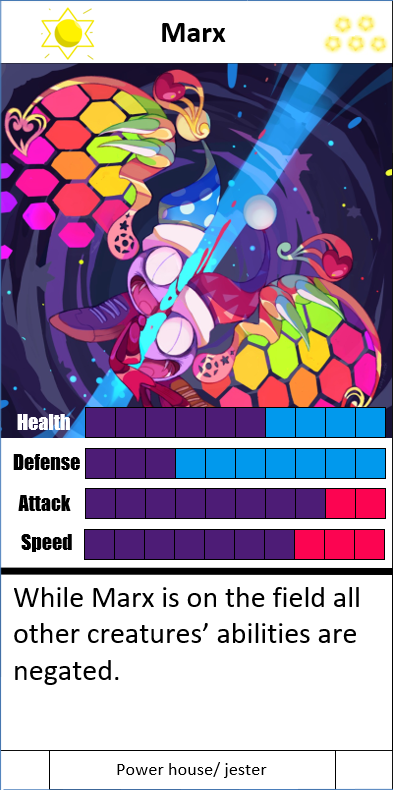 Marx
Health
Defense
Attack
Speed
While Marx is on the field all
other creatures’ abilities are
negated.
Power house/ jester